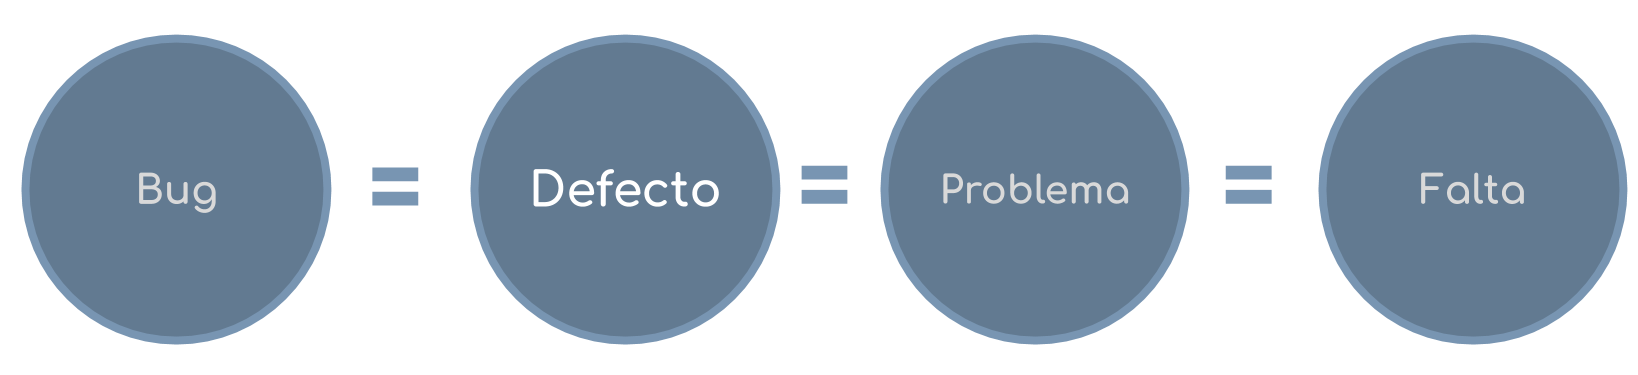 Bug = Defecto = Problema = Falta